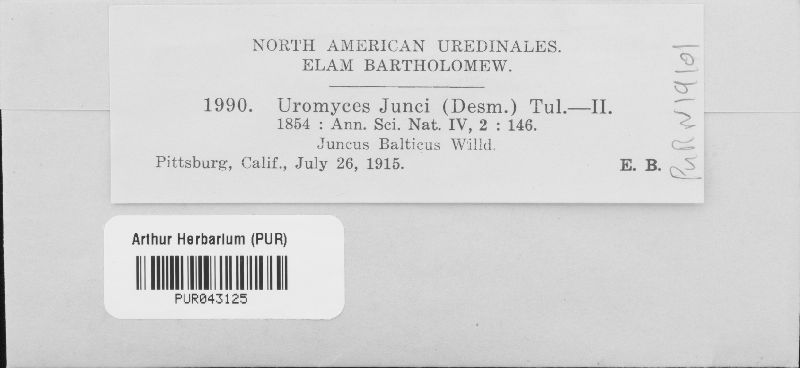 NORTH AMERICAN UREDINALES.
ELAM BARTHOLOMEW.
1990. Uromyces Junci (Desm.) Tul.—II.
1854 : Ann. Sci. Nat. IV, 2 : 146.
Juncus Balticus Willd.
Pittsburg, Calif., July 26, 1915. E. B.
PUR N19101
Arthur Herbarium (PUR)
PUR043125